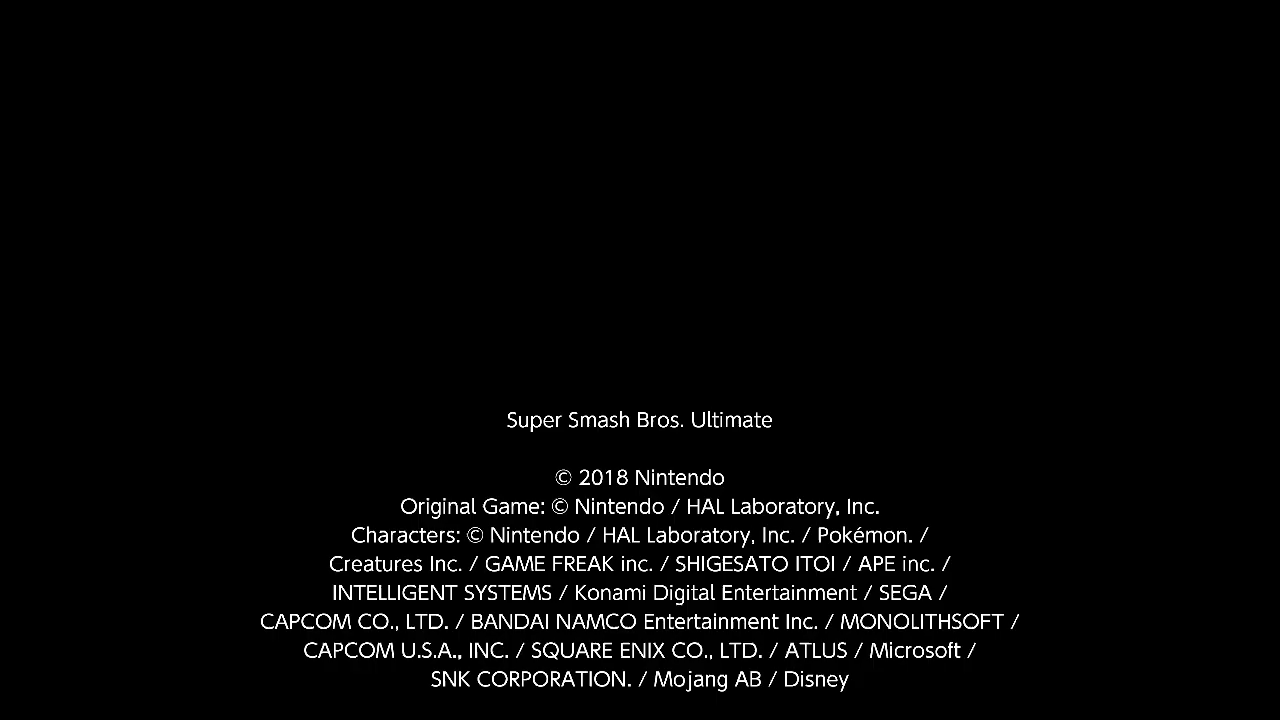 Super Smash Bros. Ultimate
© 2018 Nintendo
Original Game: © Nintendo / HAL Laboratory, Inc.
Characters: © Nintendo / HAL Laboratory, Inc. / Pokémon. /
Creatures Inc. / GAME FREAK inc. / SHIGESATO ITOI / APE inc. /
INTELLIGENT SYSTEMS / Konami Digital Entertainment / SEGA /
CAPCOM CO., LTD. / BANDAI NAMCO Entertainment Inc. / MONOLITHSOFT /
CAPCOM U.S.A., INC. / SQUARE ENIX CO., LTD. / ATLUS / Microsoft /
SNK CORPORATION. / Mojang AB / Disney